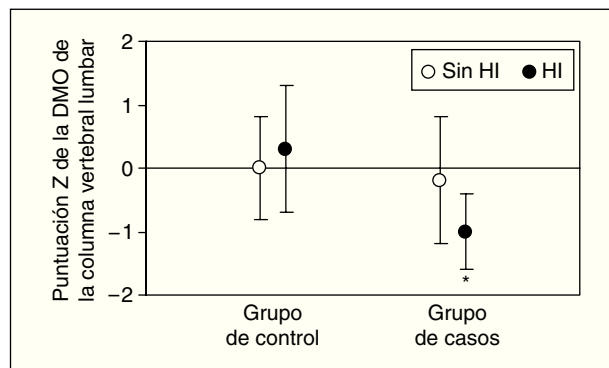 Puntuación Z de la DMO de
la columna vertebral lumbar
2
1
0
−1
−2
Sin HI HI
*
Grupo
de control
Grupo
de casos